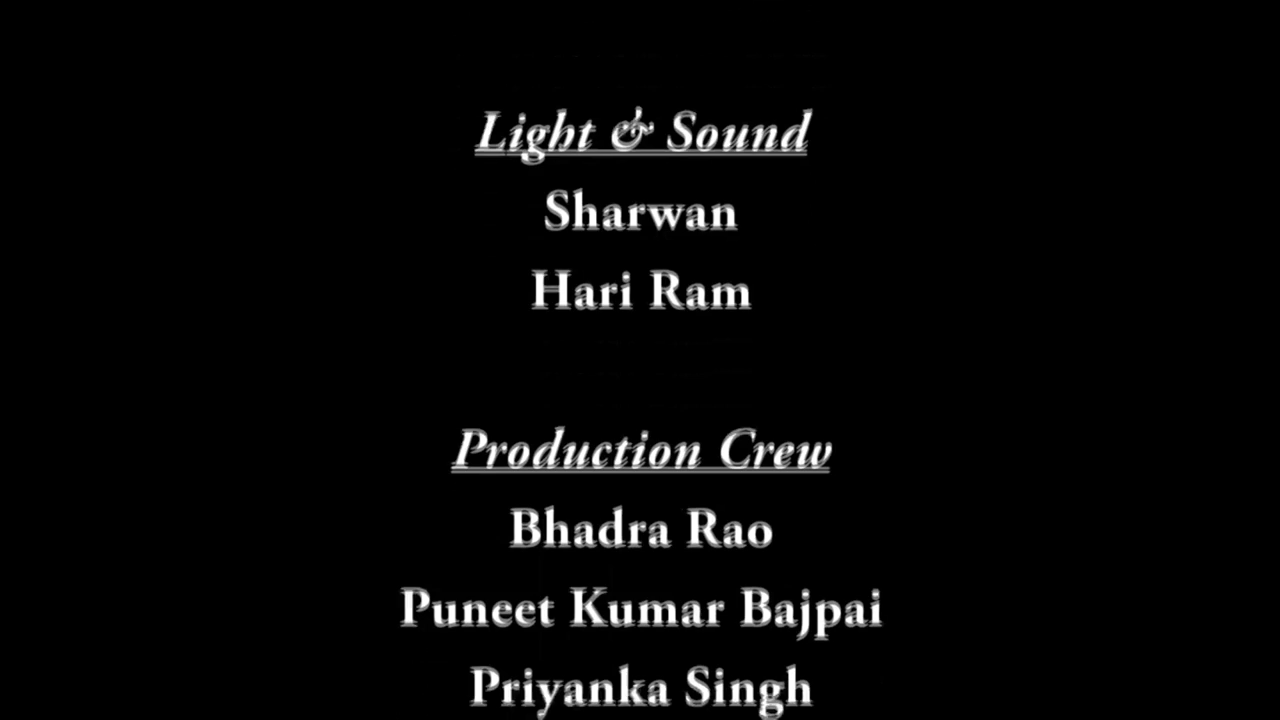 Light & Sound
Sharwan
Hari Ram
Production Crew
Bhadra Rao
Puneet Kumar Bajpai
Priyanka Singh